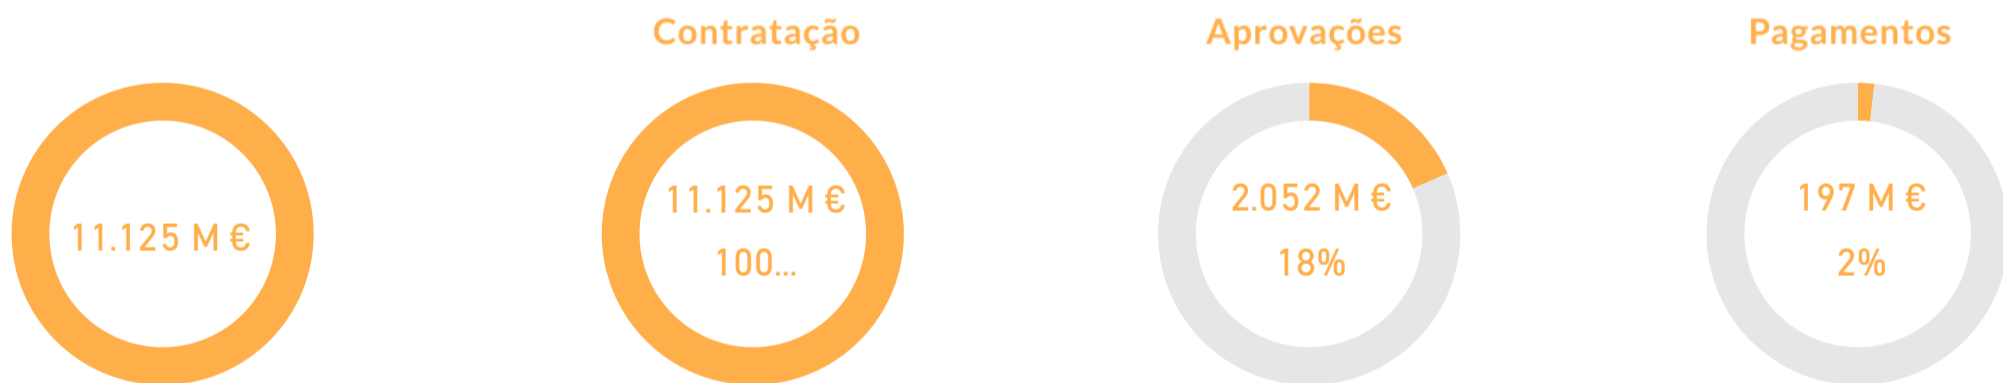 Contratação
Aprovações
Pagamentos
11.125 M €
11.125 M €
100...
2.052 M €
18%
197 M €
2%